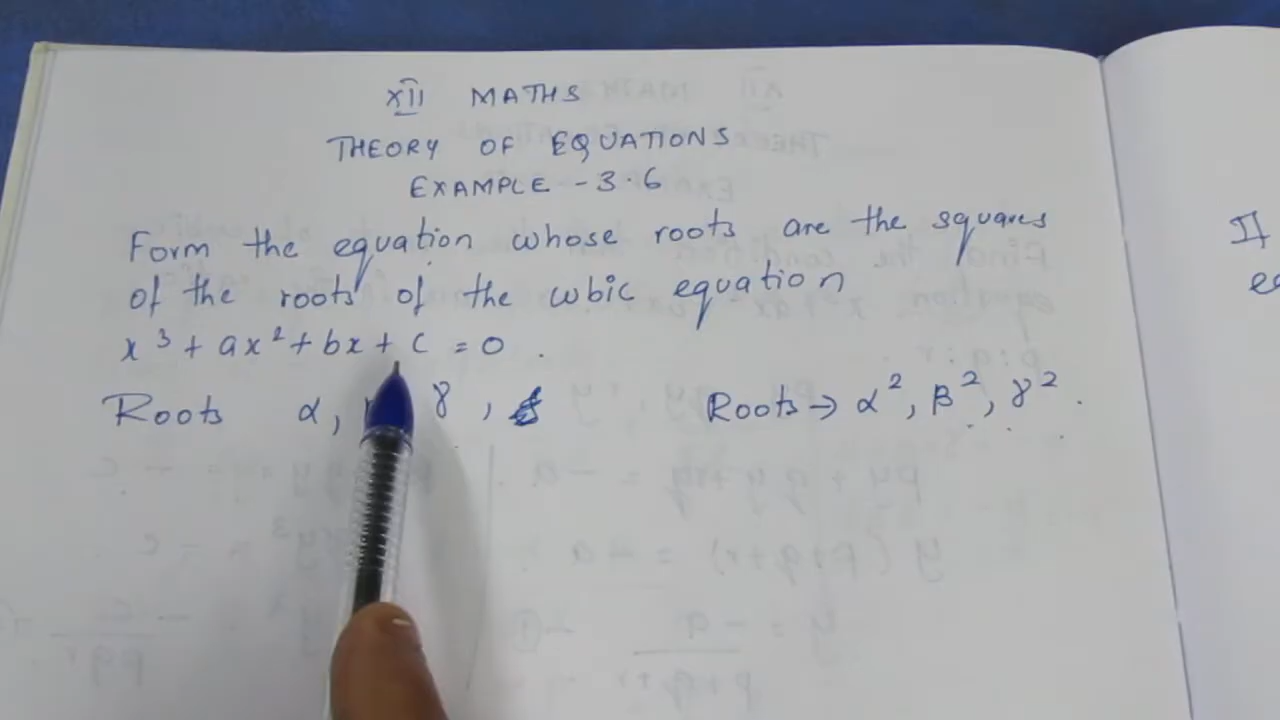 XII MATHS
THEORY OF EQUATIONS
EXAMPLE - 3.6
Form the equation whose roots are the squares
of the roots of the cubic equation
x³ + ax² + bx + c = 0 .
Roots α, γ , Roots → α², β², γ² .